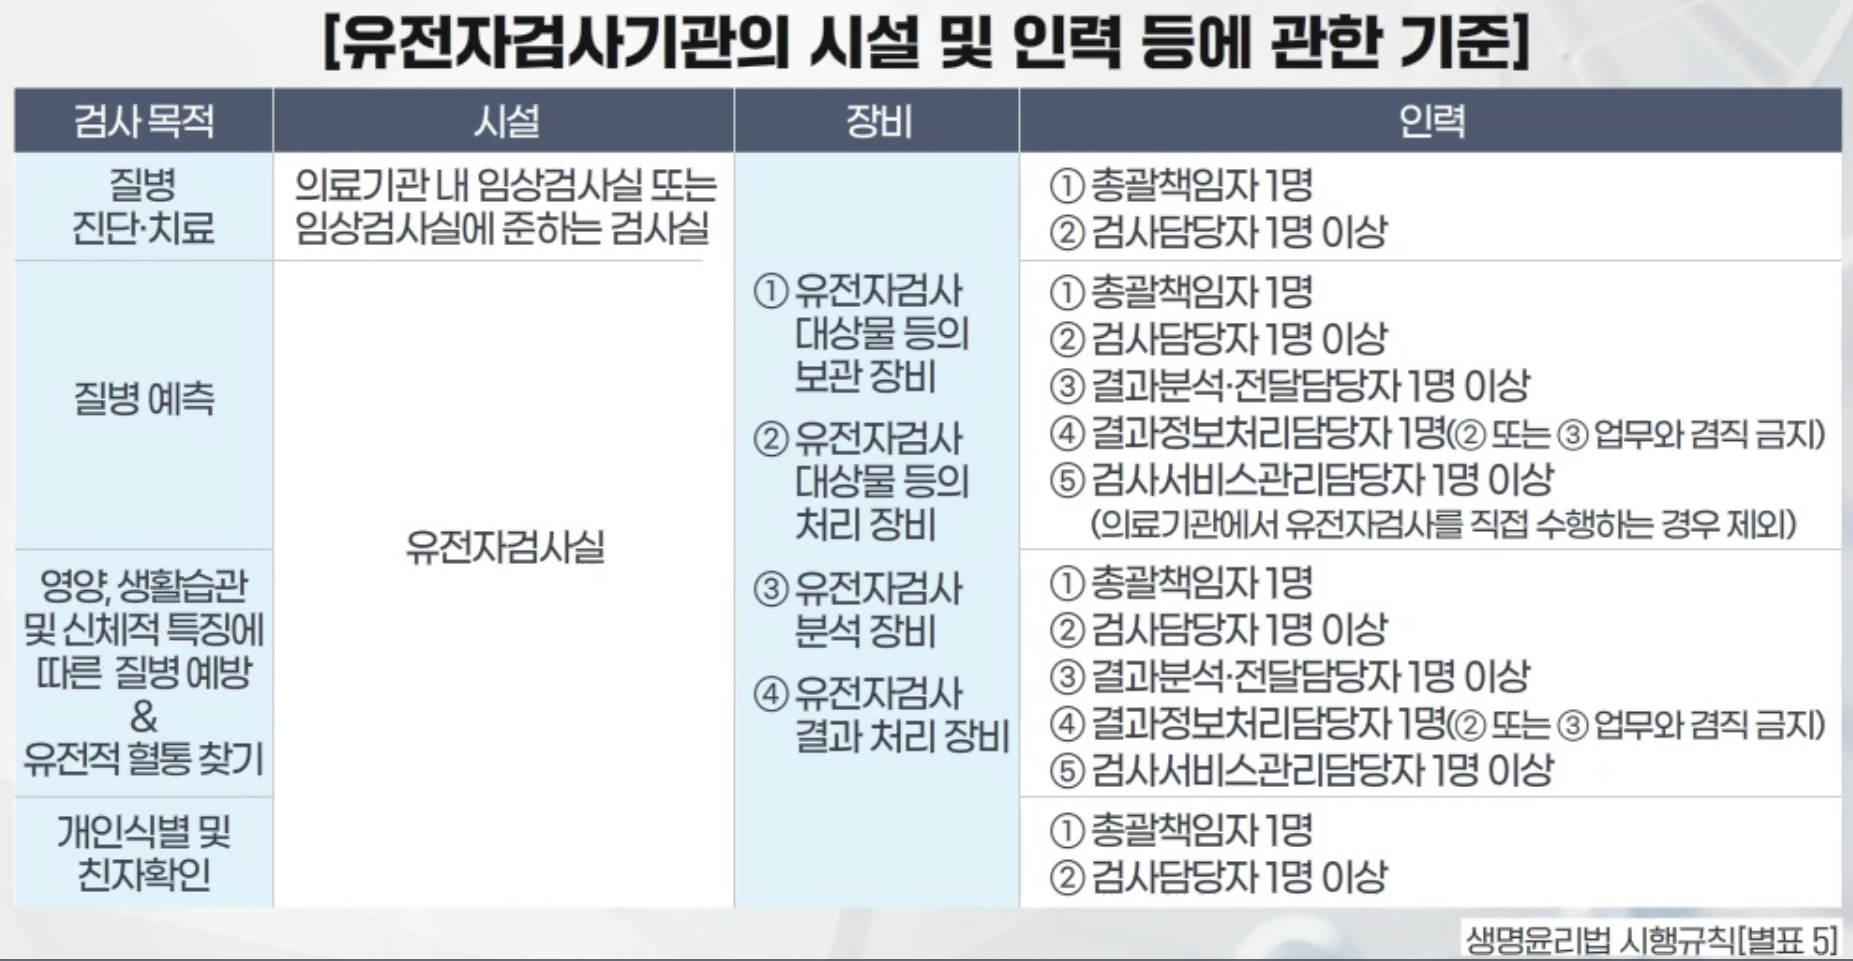 [유전자검사기관의 시설 및 인력 등에 관한 기준]
검사 목적
시설
장비
인력
질병
진단·치료
의료기관 내 임상검사실 또는
임상검사실에 준하는 검사실
① 총괄책임자 1명
② 검사담당자 1명 이상
질병 예측
유전자검사실
① 유전자검사
대상물 등의
보관 장비
② 유전자검사
대상물 등의
처리 장비
③ 유전자검사
분석 장비
④ 유전자검사
결과 처리 장비
① 총괄책임자 1명
② 검사담당자 1명 이상
③ 결과분석·전달담당자 1명 이상
④ 결과정보처리담당자 1명(② 또는 ③ 업무와 겸직 금지)
⑤ 검사서비스관리담당자 1명 이상
(의료기관에서 유전자검사를 직접 수행하는 경우 제외)
영양, 생활습관
및 신체적 특징에
따른 질병 예방
&
유전적 혈통 찾기
① 총괄책임자 1명
② 검사담당자 1명 이상
③ 결과분석·전달담당자 1명 이상
④ 결과정보처리담당자 1명(② 또는 ③ 업무와 겸직 금지)
⑤ 검사서비스관리담당자 1명 이상
개인식별 및
친자확인
① 총괄책임자 1명
② 검사담당자 1명 이상
생명윤리법 시행규칙[별표 5]